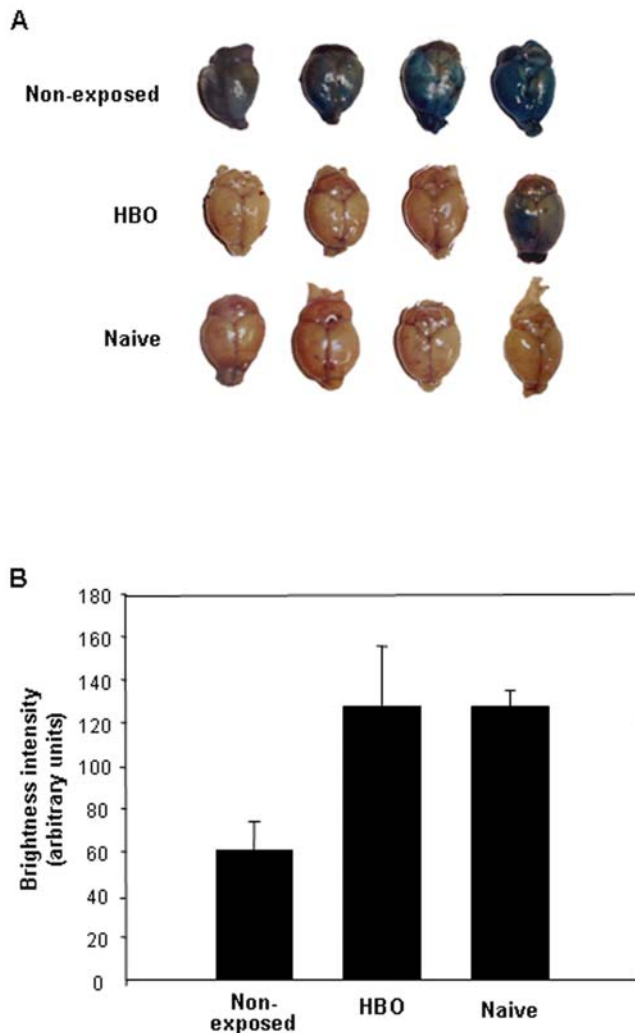 A
Non-exposed
HBO
Naive
B
Brightness intensity
(arbitrary units)
180
160
140
120
100
80
60
40
20
0
Non-
exposed
HBO
Naive